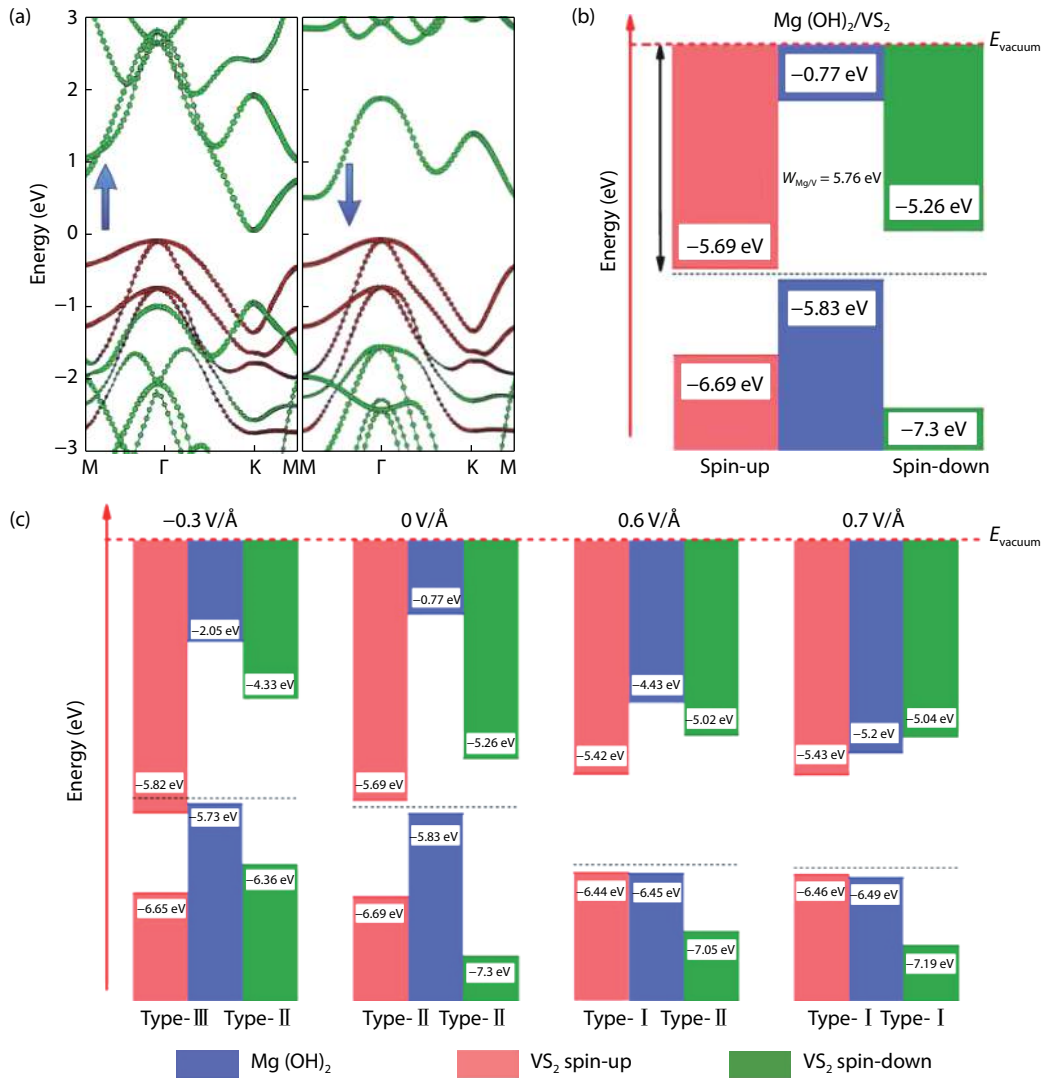 (a)
3
2
1
0
−1
−2
−3
Energy (eV)
M Γ K M M Γ K M
(b)
Mg (OH)₂/VS₂
E_vacuum
−0.77 eV
W_Mg/V = 5.76 eV
−5.26 eV
−5.69 eV
−5.83 eV
−6.69 eV
−7.3 eV
Energy (eV)
Spin-up Spin-down
(c)
−0.3 V/Å 0 V/Å 0.6 V/Å 0.7 V/Å
E_vacuum
Energy (eV)
−2.05 eV
−4.33 eV
−5.82 eV
−5.73 eV
−6.36 eV
−6.65 eV
−0.77 eV
−5.26 eV
−5.69 eV
−5.83 eV
−6.69 eV
−7.3 eV
−4.43 eV
−5.02 eV
−5.42 eV
−6.44 eV −6.45 eV
−7.05 eV
−5.04 eV
−5.2 eV
−5.43 eV
−6.46 eV −6.49 eV
−7.19 eV
Type-Ⅲ Type-Ⅱ Type-Ⅱ Type-Ⅱ Type-Ⅰ Type-Ⅱ Type-Ⅰ Type-Ⅰ
Mg (OH)₂ VS₂ spin-up VS₂ spin-down